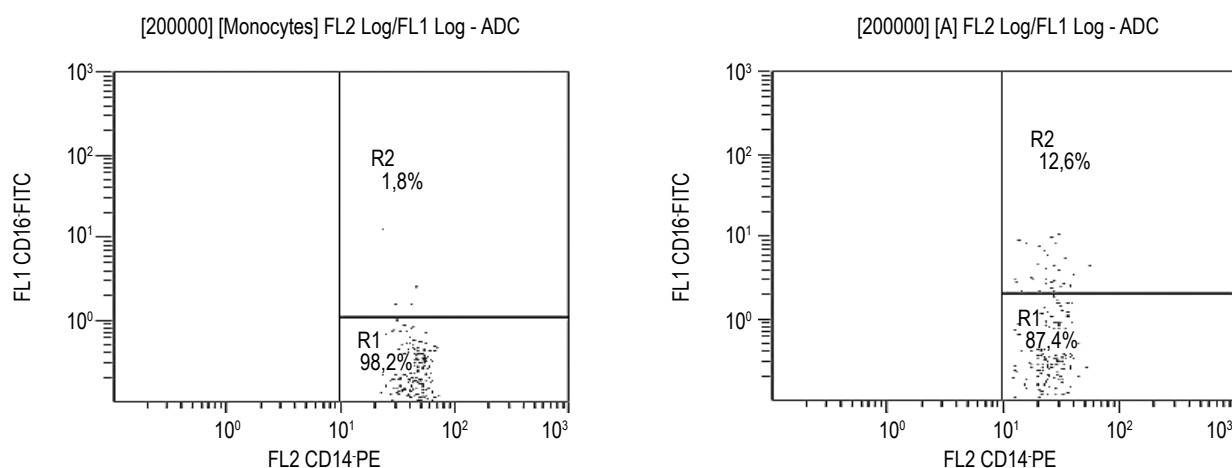 [200000] [Monocytes] FL2 Log/FL1 Log - ADC
10³
10²
10¹
10⁰
FL1 CD16-FITC
R2
1,8%
R1
98,2%
10⁰ 10¹ 10² 10³
FL2 CD14-PE
[200000] [A] FL2 Log/FL1 Log - ADC
10³
10²
10¹
10⁰
FL1 CD16-FITC
R2
12,6%
R1
87,4%
10⁰ 10¹ 10² 10³
FL2 CD14-PE